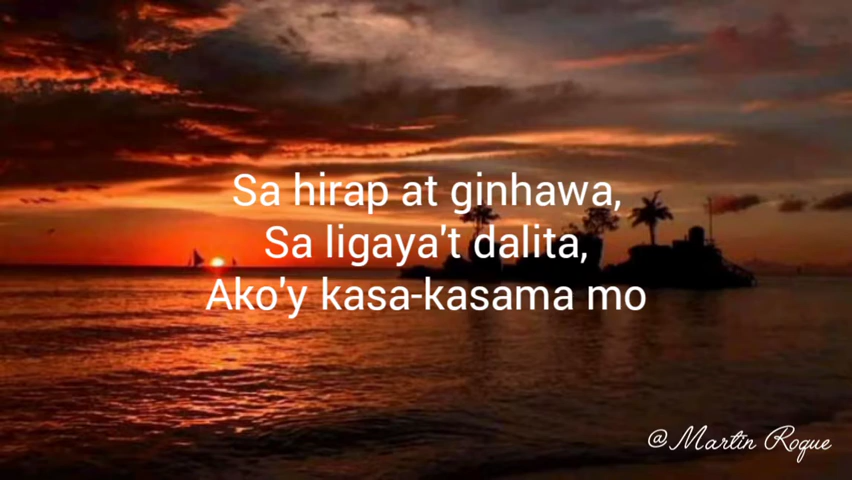 Sa hirap at ginhawa,
Sa ligaya't dalita,
Ako'y kasa-kasama mo
@Martin Roque